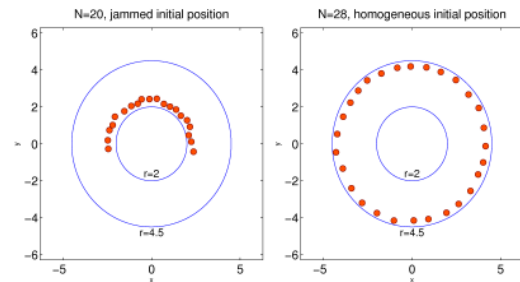 N=20, jammed initial position
6
4
2
0
−2
−4
−6
y
r=2
r=4.5
−5
0
5
x
N=28, homogeneous initial position
6
4
2
0
−2
−4
−6
y
r=2
r=4.5
−5
0
5
x